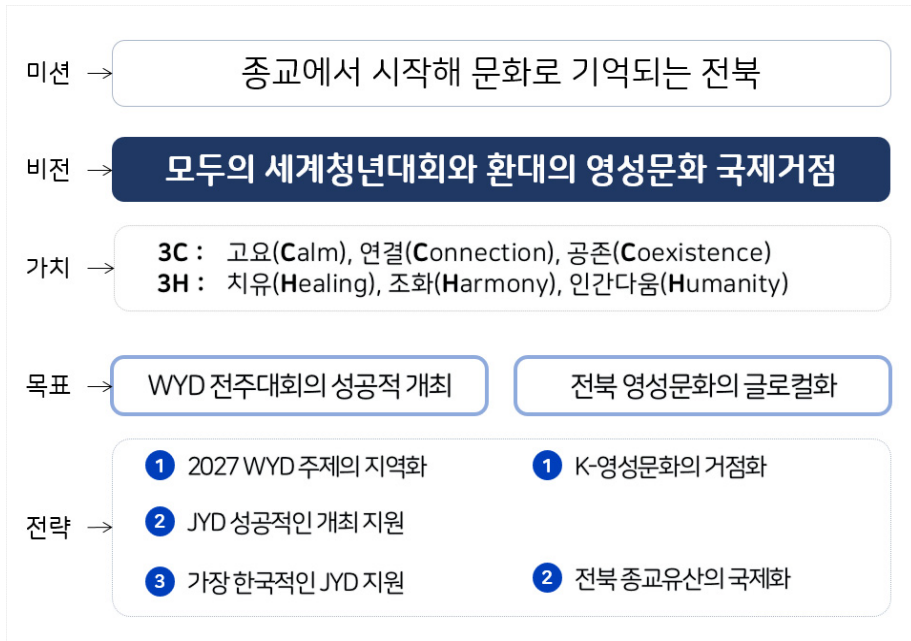 미션 → 종교에서 시작해 문화로 기억되는 전북
비전 → 모두의 세계청년대회와 환대의 영성문화 국제거점
가치 → 3C : 고요(Calm), 연결(Connection), 공존(Coexistence)
3H : 치유(Healing), 조화(Harmony), 인간다움(Humanity)
목표 → WYD 전주대회의 성공적 개최 전북 영성문화의 글로컬화
전략 →
1 2027 WYD 주제의 지역화
2 JYD 성공적인 개최 지원
3 가장 한국적인 JYD 지원
1 K-영성문화의 거점화
2 전북 종교유산의 국제화